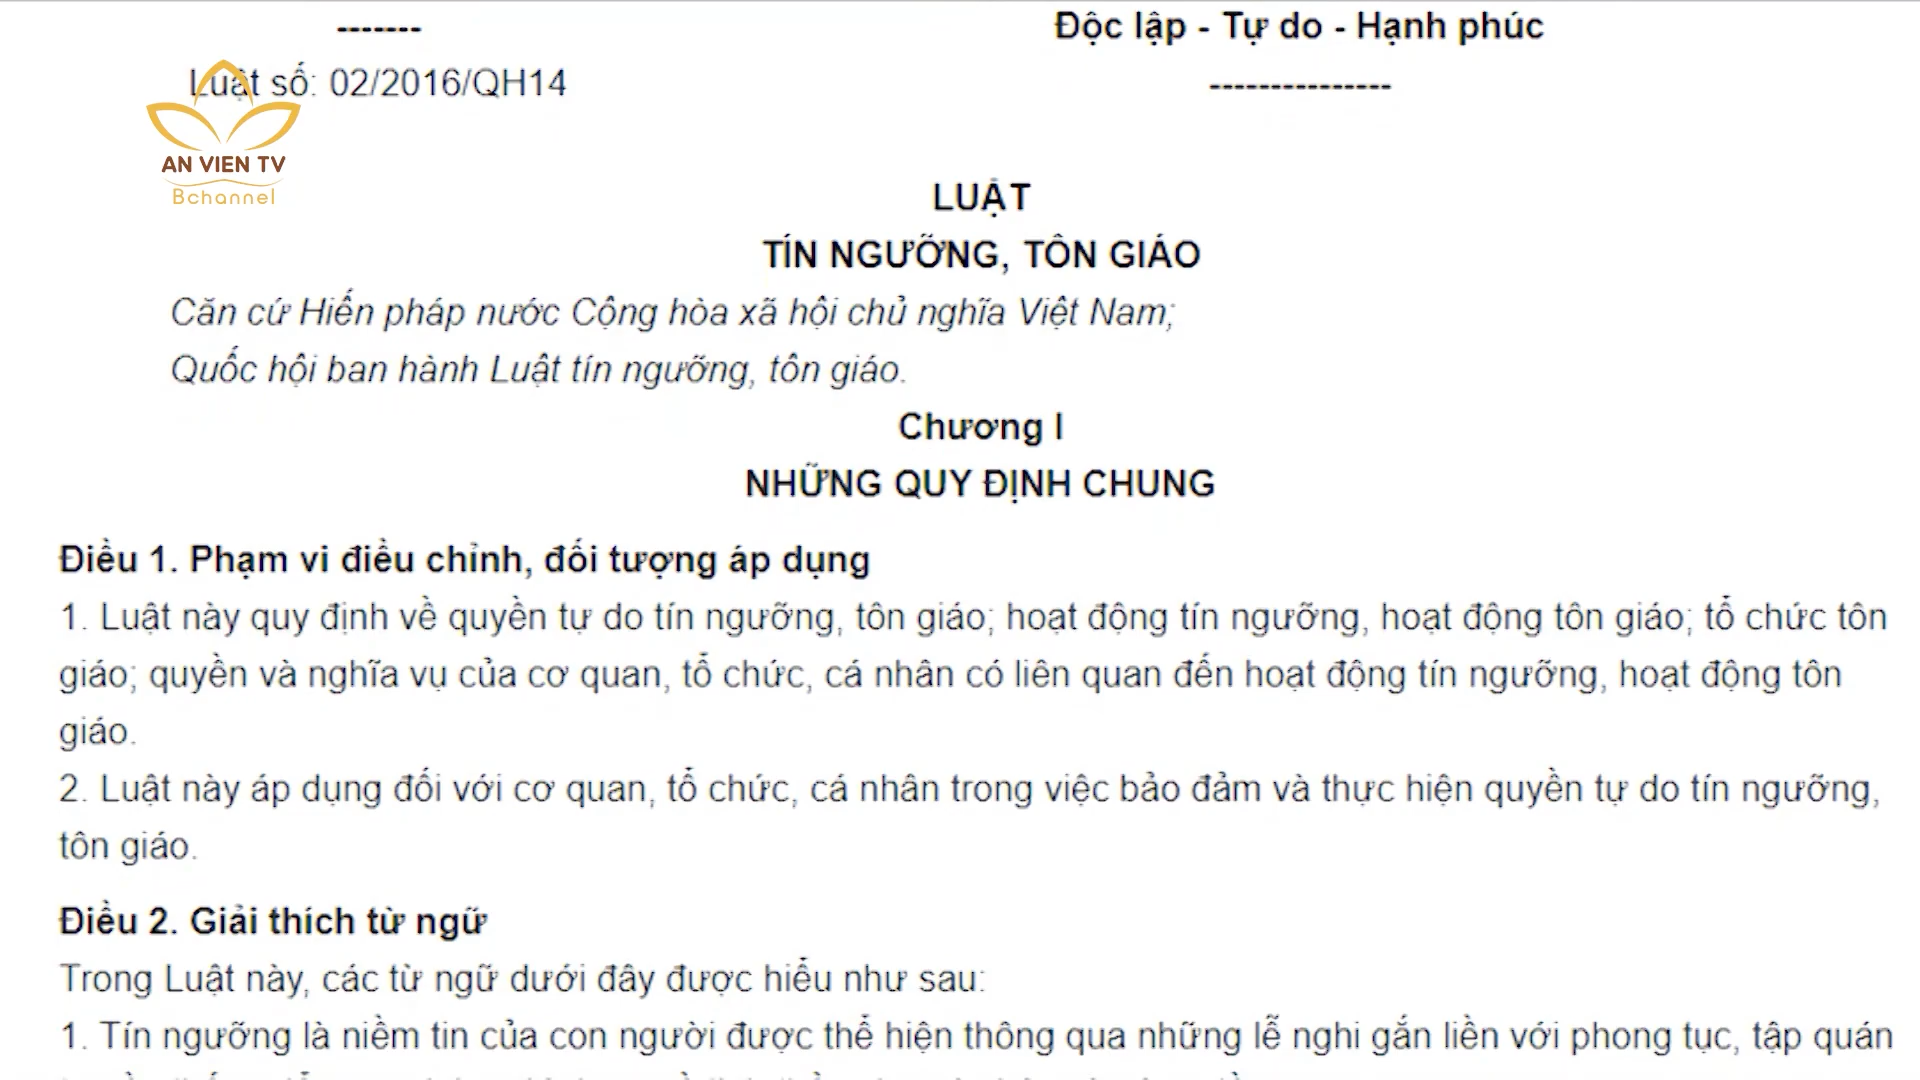 -------
Độc lập - Tự do - Hạnh phúc
Luật số: 02/2016/QH14
---------------
AN VIEN TV
Bchannel
LUẬT
TÍN NGƯỠNG, TÔN GIÁO
Căn cứ Hiến pháp nước Cộng hòa xã hội chủ nghĩa Việt Nam;
Quốc hội ban hành Luật tín ngưỡng, tôn giáo.
Chương I
NHỮNG QUY ĐỊNH CHUNG
Điều 1. Phạm vi điều chỉnh, đối tượng áp dụng
1. Luật này quy định về quyền tự do tín ngưỡng, tôn giáo; hoạt động tín ngưỡng, hoạt động tôn giáo; tổ chức tôn
giáo; quyền và nghĩa vụ của cơ quan, tổ chức, cá nhân có liên quan đến hoạt động tín ngưỡng, hoạt động tôn
giáo.
2. Luật này áp dụng đối với cơ quan, tổ chức, cá nhân trong việc bảo đảm và thực hiện quyền tự do tín ngưỡng,
tôn giáo.
Điều 2. Giải thích từ ngữ
Trong Luật này, các từ ngữ dưới đây được hiểu như sau:
1. Tín ngưỡng là niềm tin của con người được thể hiện thông qua những lễ nghi gắn liền với phong tục, tập quán